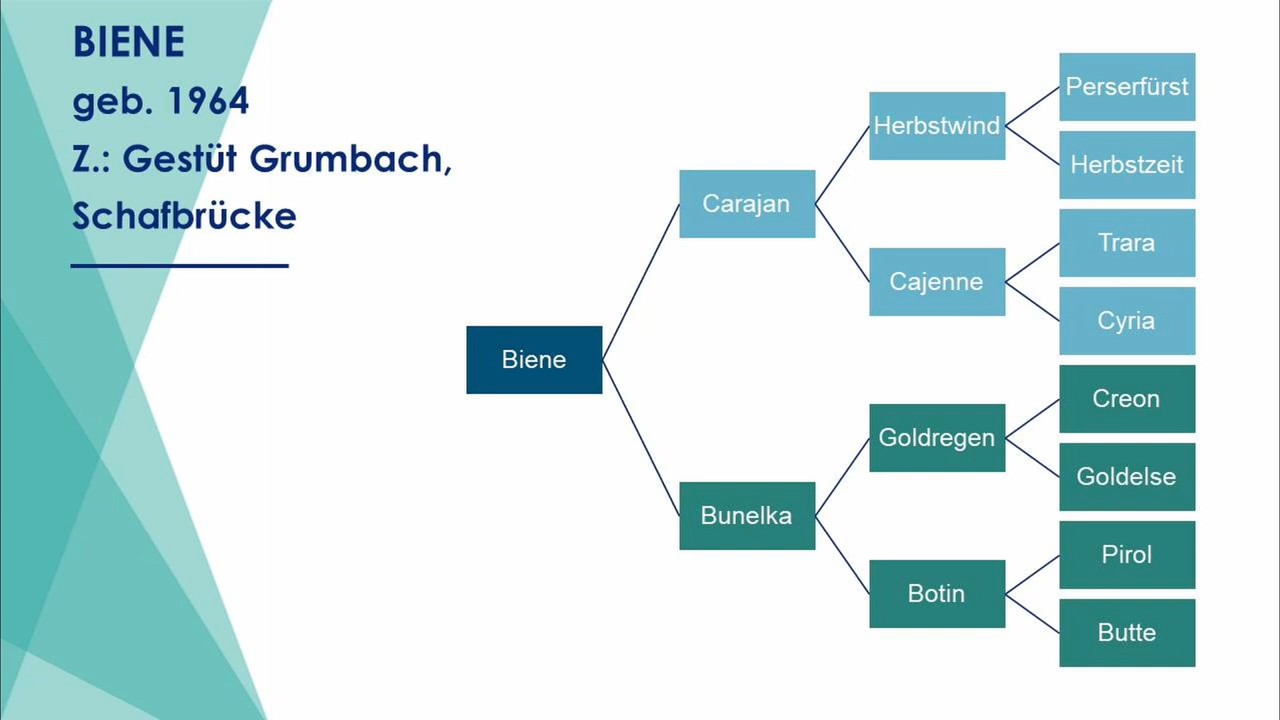 BIENE
geb. 1964
Z.: Gestüt Grumbach,
Schafbrücke
Biene
Carajan
Bunelka
Herbstwind
Cajenne
Goldregen
Botin
Perserfürst
Herbstzeit
Trara
Cyria
Creon
Goldelse
Pirol
Butte